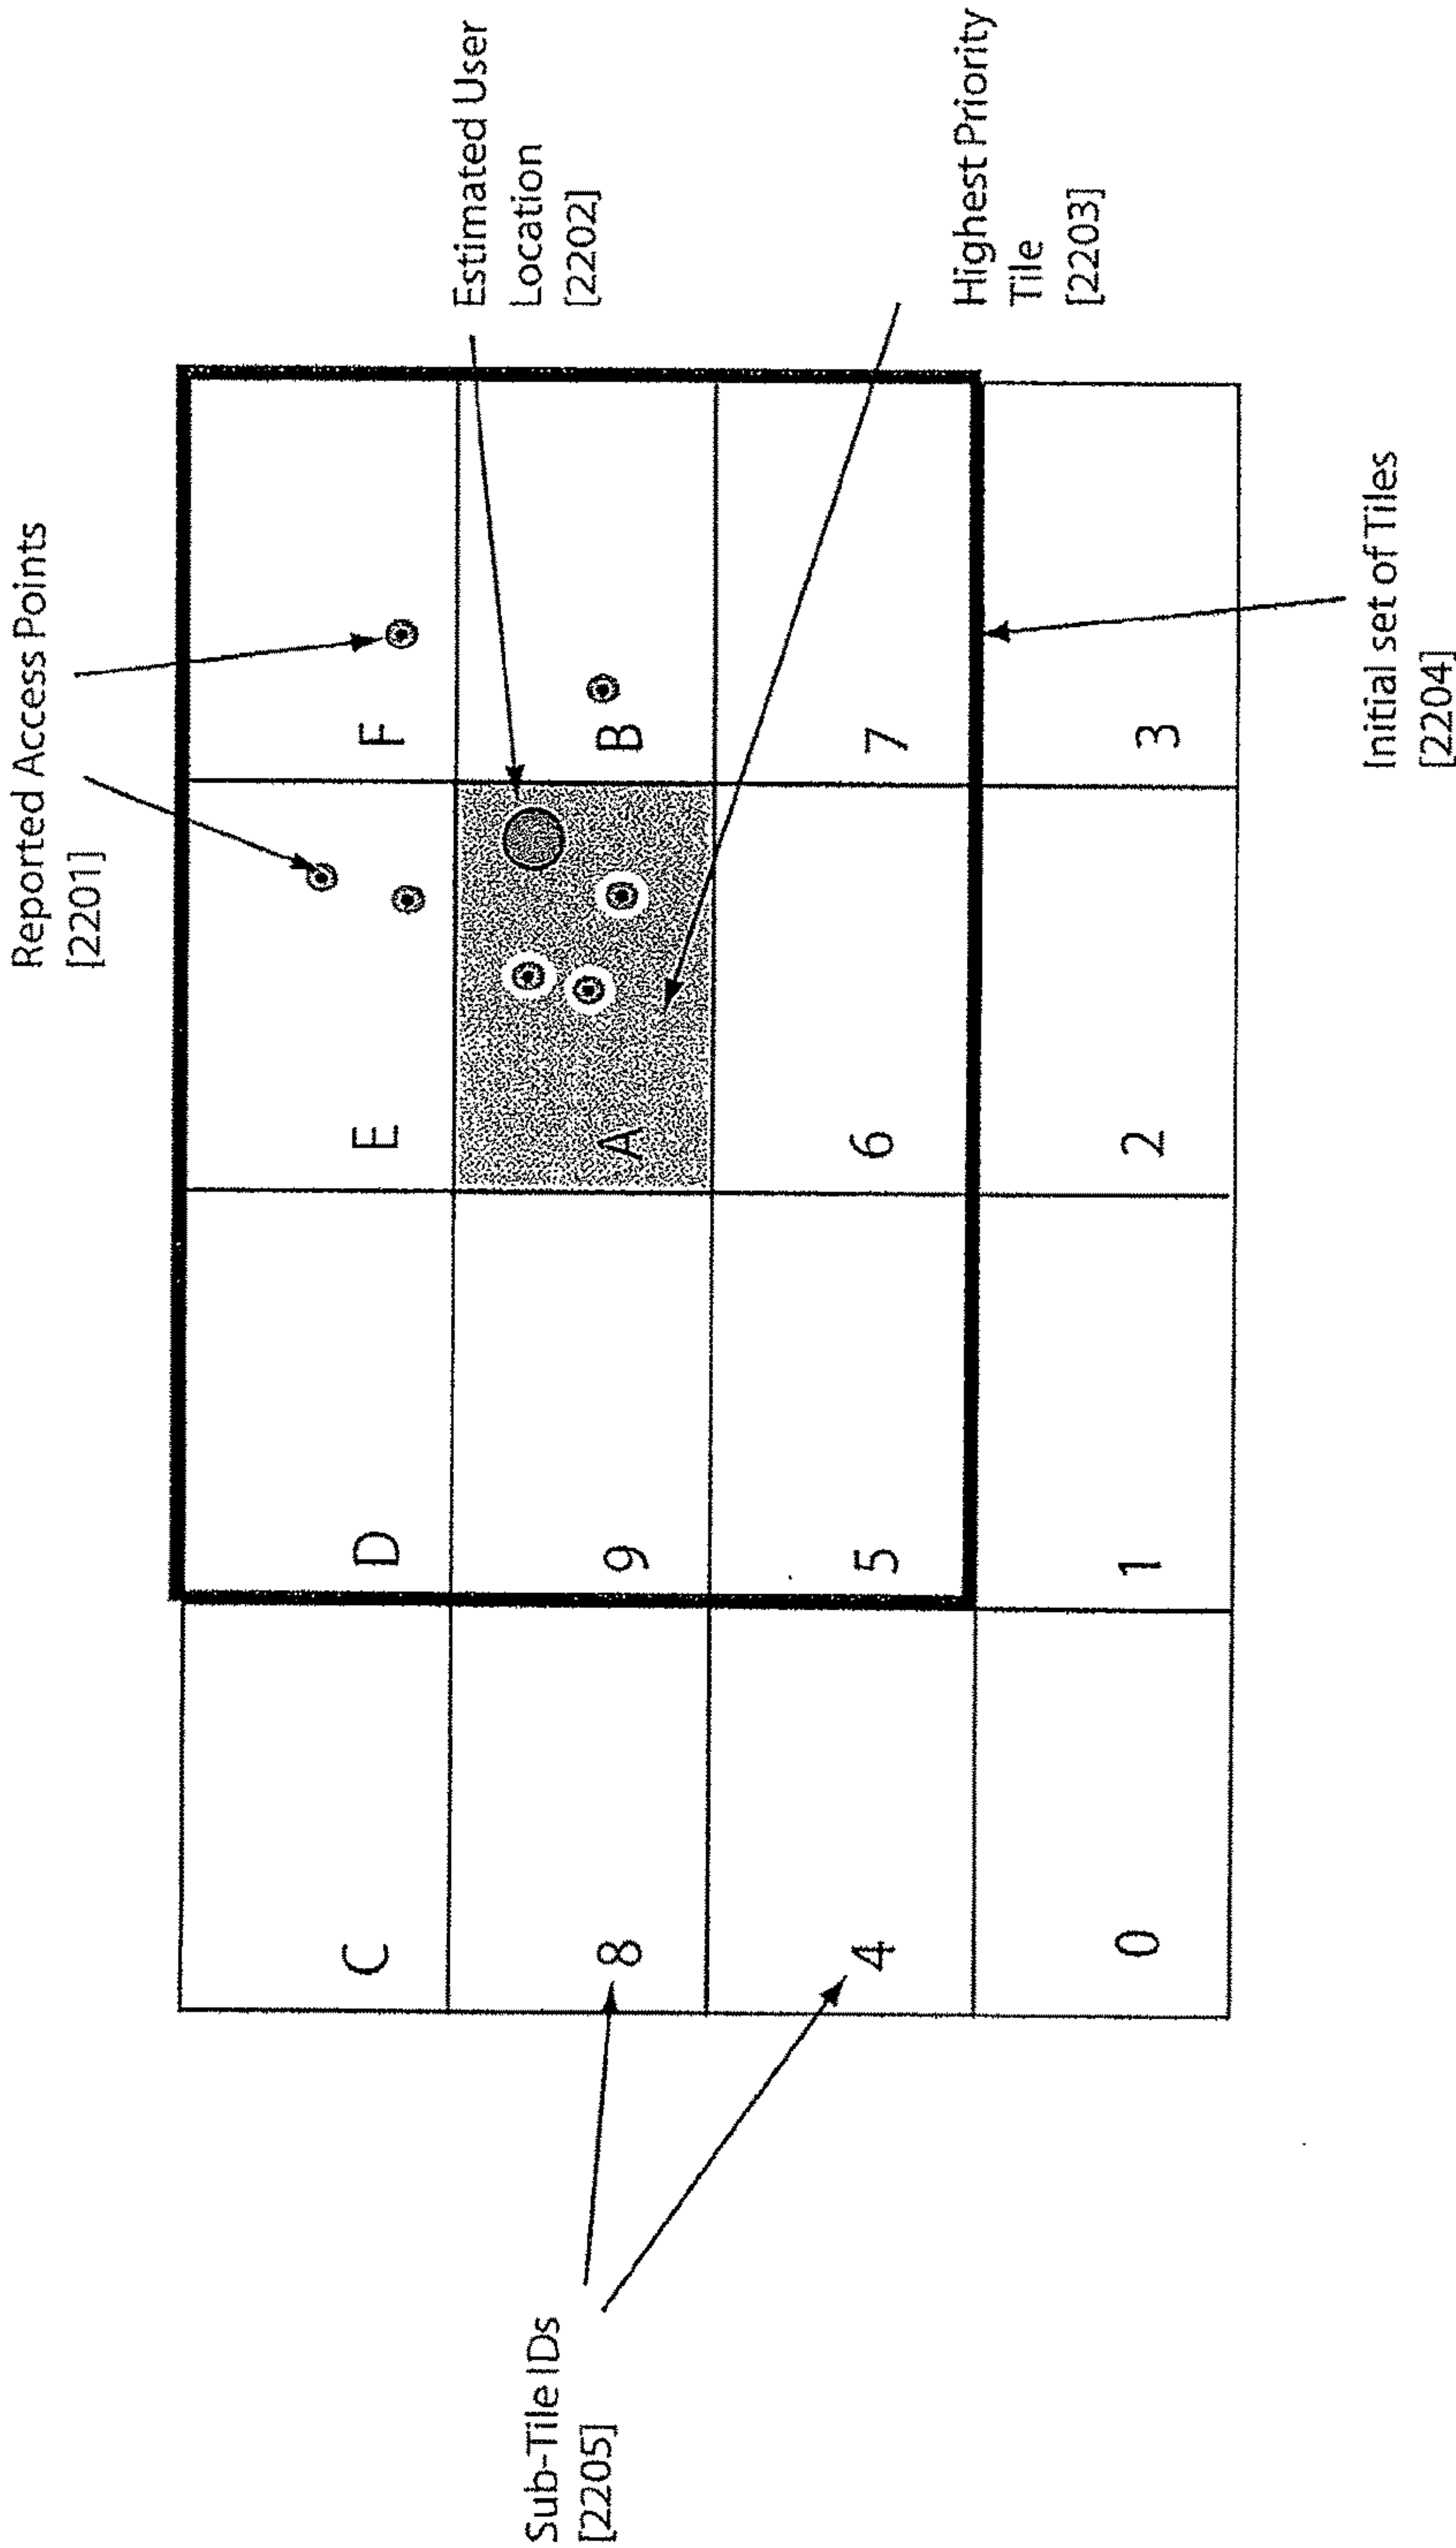 Reported Access Points
[2201]
C D E F
Estimated User
Location
[2202]
Sub-Tile IDs
[2205]
8 9 A B
4 5 6 7
Highest Priority
Tile
[2203]
0 1 2 3
Initial set of Tiles
[2204]